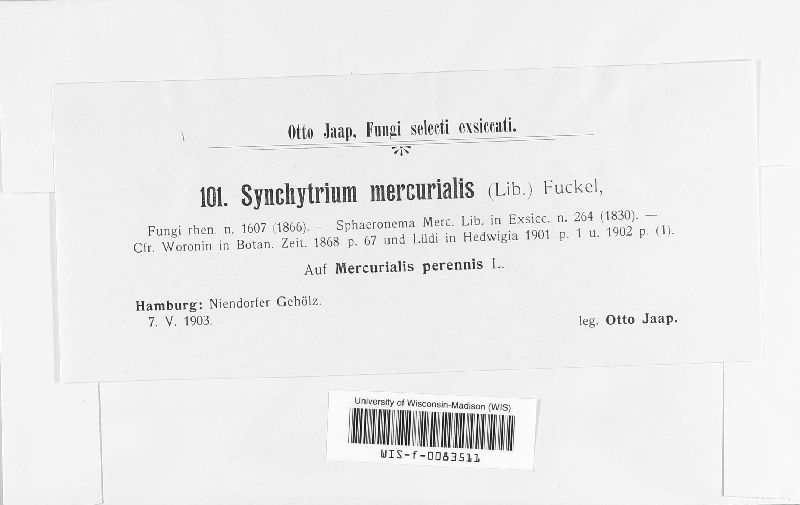 Otto Jaap, Fungi selecti exsiccati.
101. Synchytrium mercurialis (Lib.) Fuckel,
Fungi rhen. n. 1607 (1866). — Sphaeronema Merc. Lib. in Exsicc. n. 264 (1830). —
Cfr. Woronin in Botan. Zeit. 1868 p. 67 und Lüdi in Hedwigia 1901 p. 1 u. 1902 p. (1).
Auf Mercurialis perennis L.
Hamburg: Niendorfer Gehölz.
7. V. 1903.
leg. Otto Jaap.
University of Wisconsin-Madison (WIS)
WIS-f-0083511